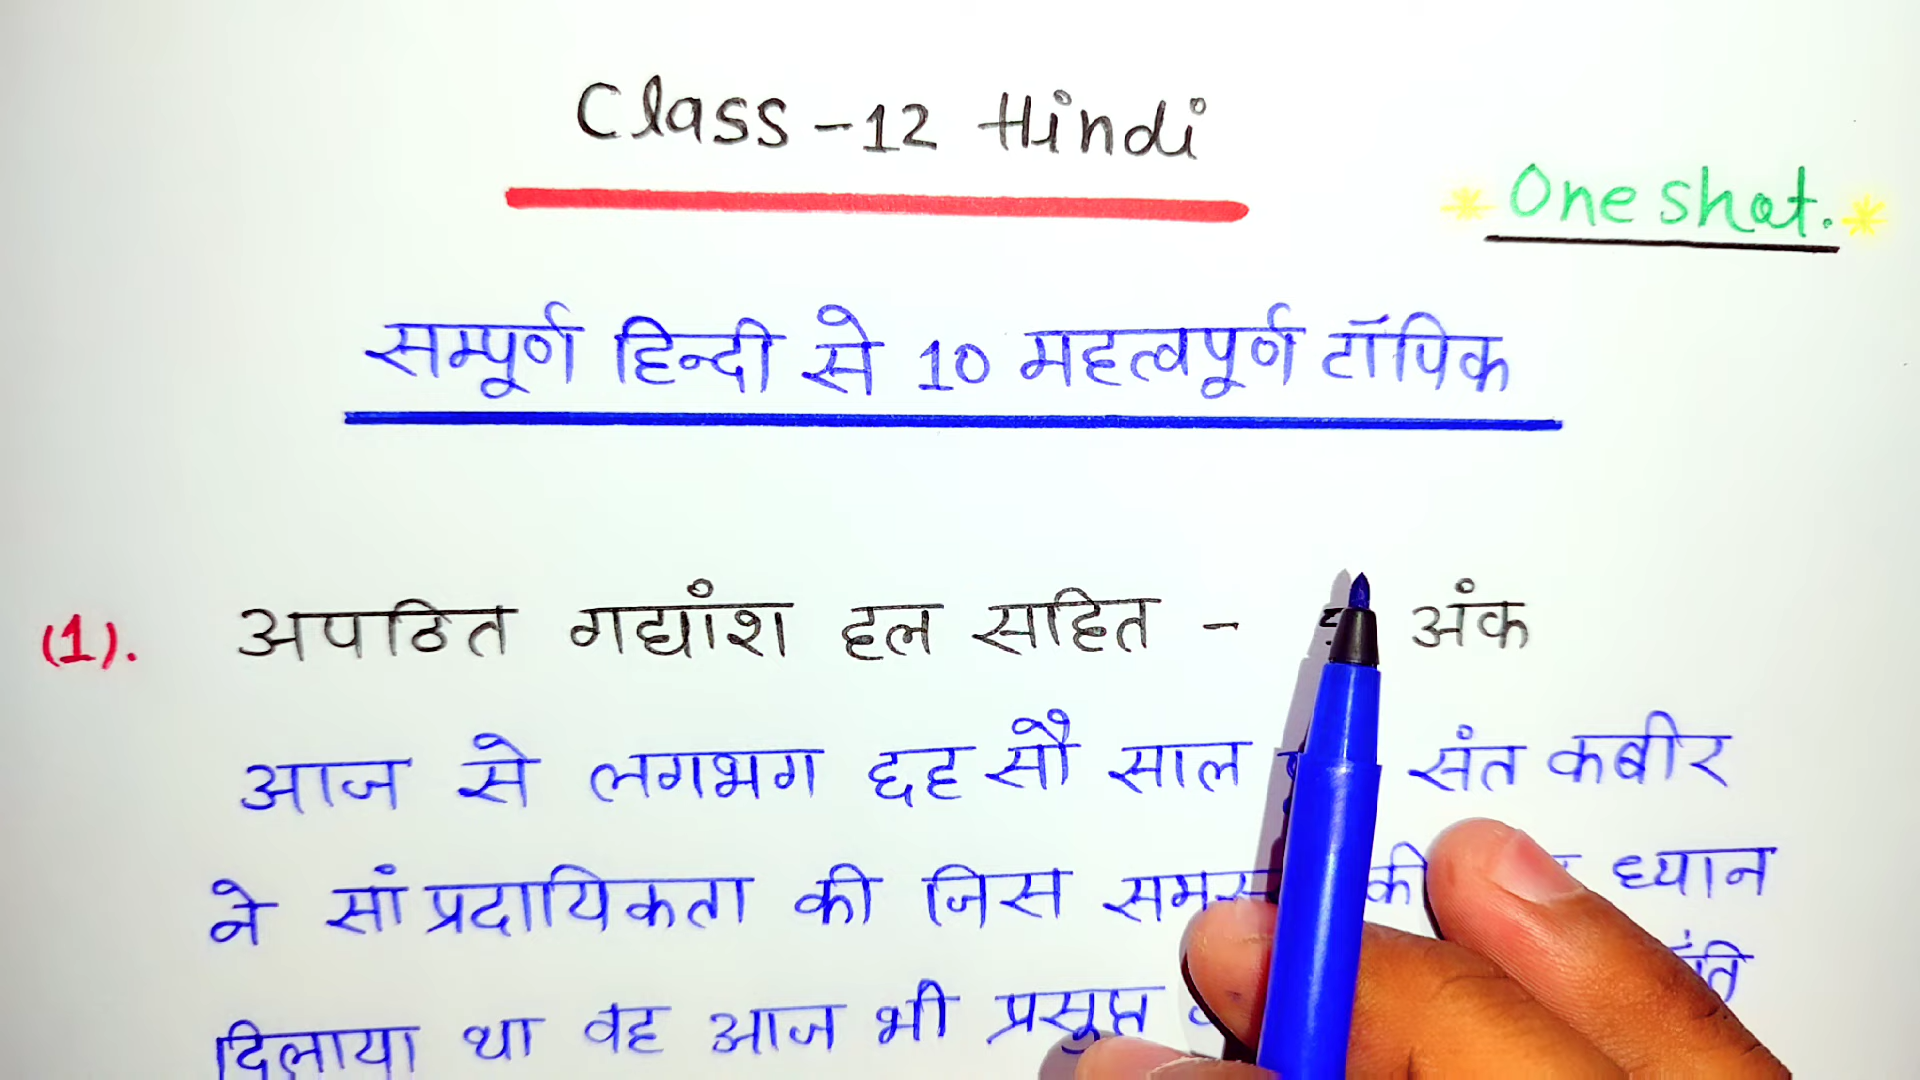 Class -12 Hindi
* One shot. *
सम्पूर्ण हिन्दी से 10 महत्वपूर्ण टॉपिक
(1). अपठित गद्यांश हल सहित - अंक
आज से लगभग छह सौ साल संत कबीर
ने सांप्रदायिकता की जिस की ध्यान
दिलाया था वह आज भी प्रसुप्त